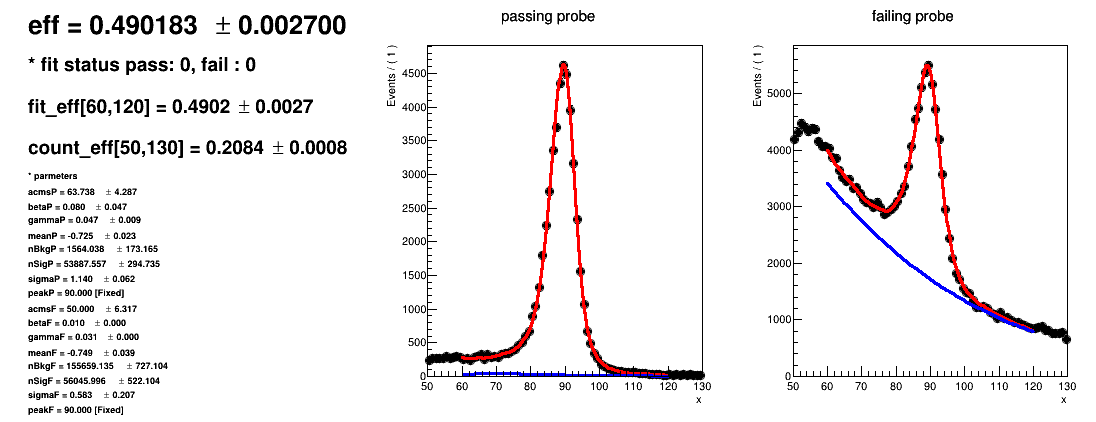 eff = 0.490183 ± 0.002700
* fit status pass: 0, fail : 0
fit_eff[60,120] = 0.4902 ± 0.0027
count_eff[50,130] = 0.2084 ± 0.0008
* parmeters
acmsP = 63.738 ± 4.287
betaP = 0.080 ± 0.047
gammaP = 0.047 ± 0.009
meanP = -0.725 ± 0.023
nBkgP = 1564.038 ± 173.165
nSigP = 53887.557 ± 294.735
sigmaP = 1.140 ± 0.062
peakP = 90.000 [Fixed]
acmsF = 50.000 ± 6.317
betaF = 0.010 ± 0.000
gammaF = 0.031 ± 0.000
meanF = -0.749 ± 0.039
nBkgF = 155659.135 ± 727.104
nSigF = 56045.996 ± 522.104
sigmaF = 0.583 ± 0.207
peakF = 90.000 [Fixed]
passing probe
Events / ( 1 )
4500
4000
3500
3000
2500
2000
1500
1000
500
0
50 60 70 80 90 100 110 120 130
x
failing probe
Events / ( 1 )
5000
4000
3000
2000
1000
0
50 60 70 80 90 100 110 120 130
x